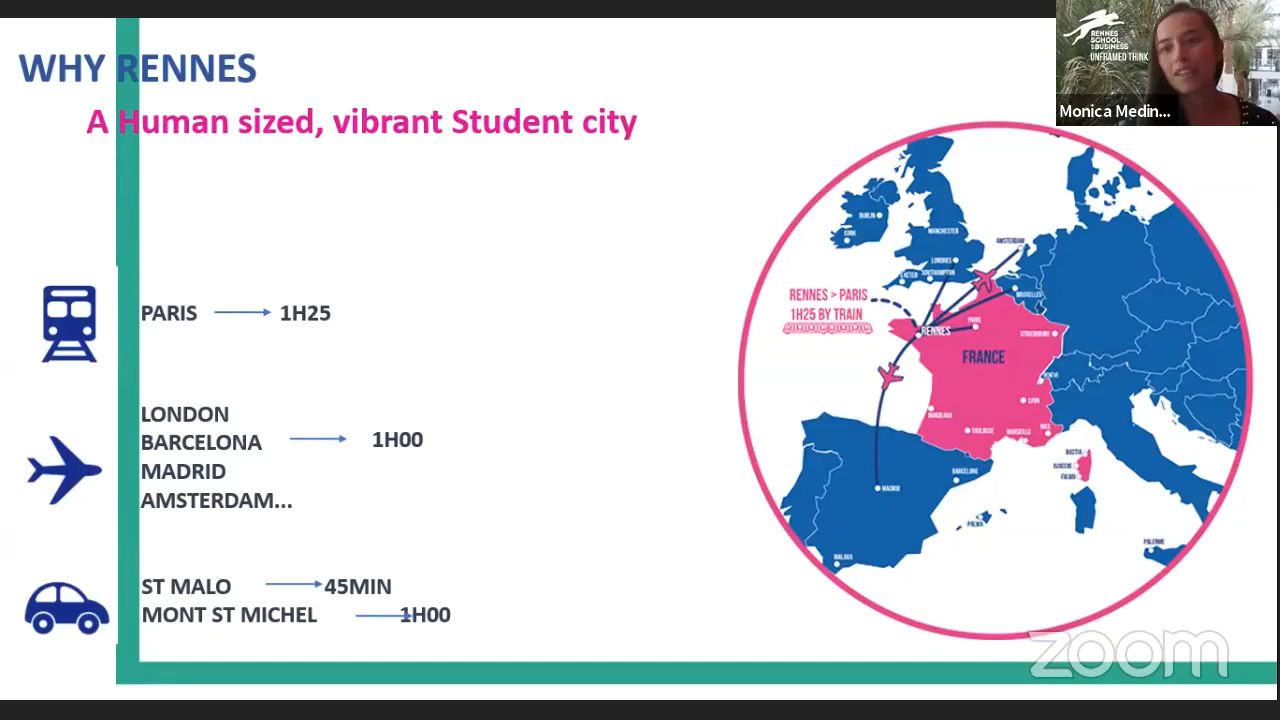 WHY RENNES
A Human sized, vibrant Student city
RENNES
SCHOOL
OF BUSINESS
UNFRAMED THINK
Monica Medin...
PARIS
1H25
LONDON
BARCELONA
1H00
MADRID
AMSTERDAM...
ST MALO
45MIN
MONT ST MICHEL
1H00
DUBLIN
CORK
MANCHESTER
AMSTERDAM
LONDRES
EXETER
SOUTHAMPTON
BRUXELLES
RENNES > PARIS
1H25 BY TRAIN
PARIS
RENNES
STRASBOURG
FRANCE
GENÈVE
LYON
BORDEAUX
TOULOUSE
MARSEILLE
NICE
BASTIA
AJACCIO
FIGARI
BARCELONE
MADRID
PALMA
PALERME
MALAGA
zoom